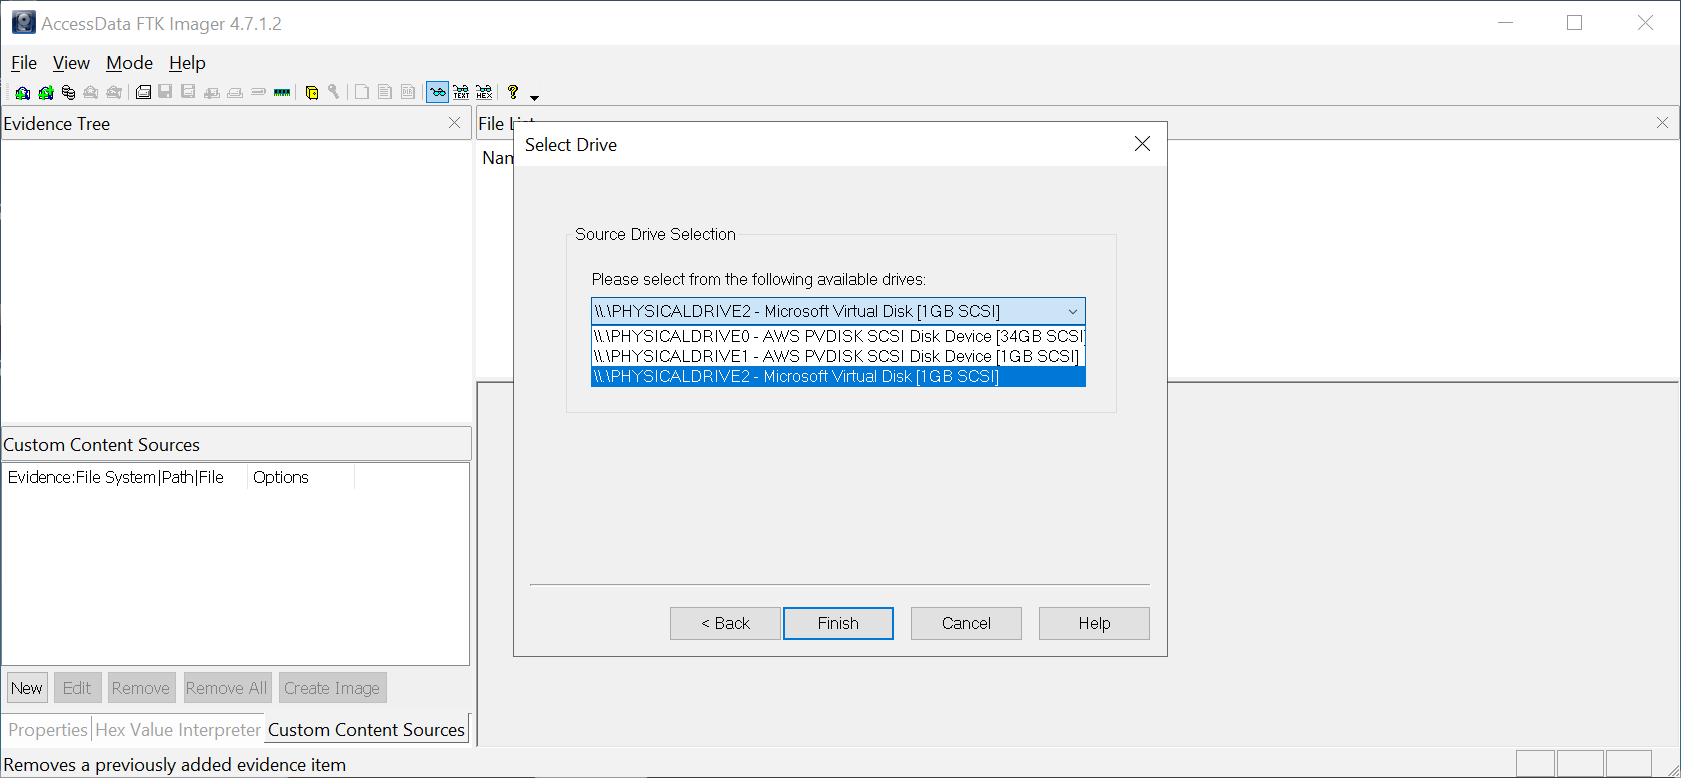 AccessData FTK Imager 4.7.1.2
File View Mode Help
TEXT HEX ?
Evidence Tree
File List
Nam
Select Drive
Source Drive Selection
Please select from the following available drives:
\\.\PHYSICALDRIVE2 - Microsoft Virtual Disk [1GB SCSI]
\\.\PHYSICALDRIVE0 - AWS PVDISK SCSI Disk Device [34GB SCSI]
\\.\PHYSICALDRIVE1 - AWS PVDISK SCSI Disk Device [1GB SCSI]
\\.\PHYSICALDRIVE2 - Microsoft Virtual Disk [1GB SCSI]
< Back Finish Cancel Help
Custom Content Sources
Evidence:File System|Path|File Options
New Edit Remove Remove All Create Image
Properties Hex Value Interpreter Custom Content Sources
Removes a previously added evidence item